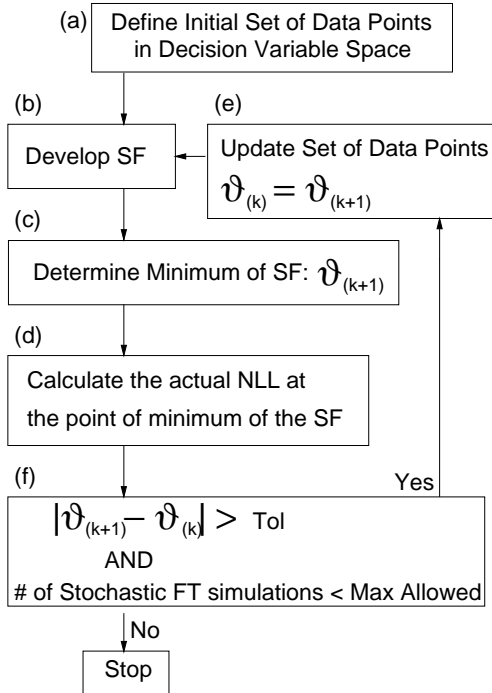 (a)
Define Initial Set of Data Points
in Decision Variable Space
(b)
Develop SF
(e)
Update Set of Data Points
ϑ(k) = ϑ(k+1)
(c)
Determine Minimum of SF: ϑ(k+1)
(d)
Calculate the actual NLL at
the point of minimum of the SF
(f)
Yes
|ϑ(k+1) − ϑ(k)| > Tol
AND
# of Stochastic FT simulations < Max Allowed
No
Stop